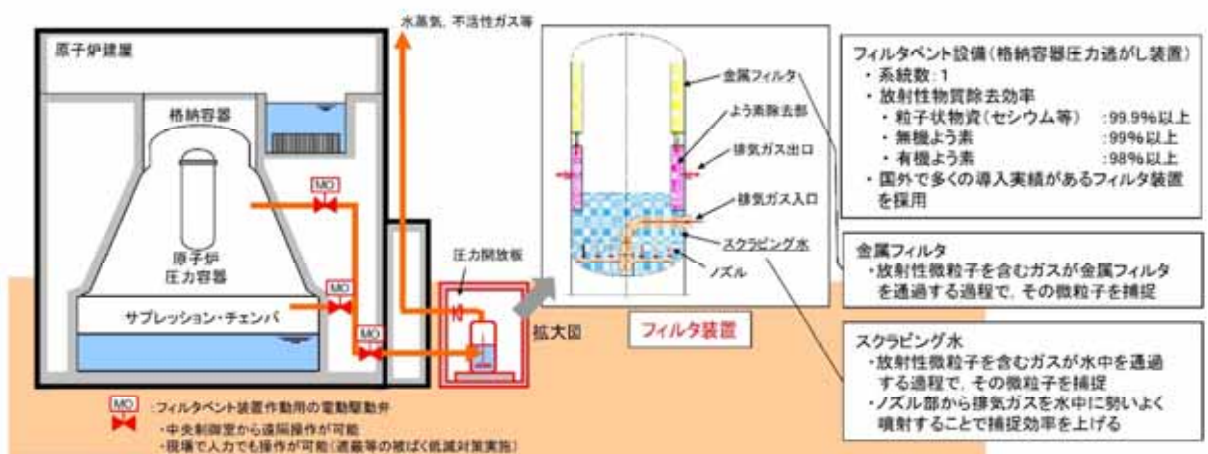 水蒸気，不活性ガス等
原子炉建屋
格納容器
原子炉
圧力容器
サプレッション・チェンバ
MO
MO
MO
圧力開放板
拡大図
金属フィルタ
よう素除去部
排気ガス出口
排気ガス入口
スクラビング水
ノズル
フィルタ装置
MO
:フィルタベント装置作動用の電動駆動弁
・中央制御室から遠隔操作が可能
・現場で人力でも操作が可能(遮蔽等の被ばく低減対策実施)
フィルタベント設備(格納容器圧力逃がし装置)
・ 系統数:1
・ 放射性物質除去効率
・ 粒子状物資(セシウム等) :99.9%以上
・ 無機よう素 :99%以上
・ 有機よう素 :98%以上
・ 国外で多くの導入実績があるフィルタ装置
を採用
金属フィルタ
・放射性微粒子を含むガスが金属フィルタ
を通過する過程で，その微粒子を捕捉
スクラビング水
・放射性微粒子を含むガスが水中を通過
する過程で，その微粒子を捕捉
・ノズル部から排気ガスを水中に勢いよく
噴射することで捕捉効率を上げる